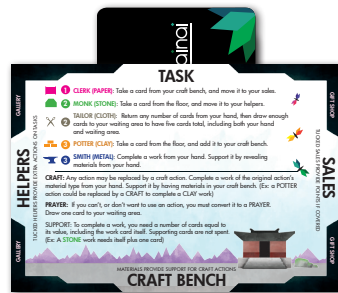 ainai
TASK
1 CLERK (PAPER): Take a card from your craft bench, and move it to your sales.
2 MONK (STONE): Take a card from the floor, and move it to your helpers.
2 TAILOR (CLOTH): Return any number of cards from your hand, then draw enough
cards to your waiting area to have five cards total, including both your hand
and waiting area.
3 POTTER (CLAY): Take a card from the floor, and add it to your craft bench.
3 SMITH (METAL): Complete a work from your hand. Support it by revealing
materials from your hand.
CRAFT: Any action may be replaced by a craft action. Complete a work of the original action's
material type from your hand. Support it by having materials in your craft bench. (Ex: a POTTER
action could be replaced by a CRAFT to complete a CLAY work)
PRAYER: If you can't, or don't want to use an action, you must convert it to a PRAYER.
Draw one card to your waiting area.
SUPPORT: To complete a work, you need a number of cards equal to
its value, including the work card itself. Supporting cards are not spent.
(Ex: A STONE work needs itself plus one card)
GALLERY
HELPERS
TUCKED HELPERS PROVIDE EXTRA ACTIONS ON TASKS
GALLERY
GIFT SHOP
SALES
TUCKED SALES PROVIDE POINTS IF COVERED
GIFT SHOP
MATERIALS PROVIDE SUPPORT FOR CRAFT ACTIONS
CRAFT BENCH